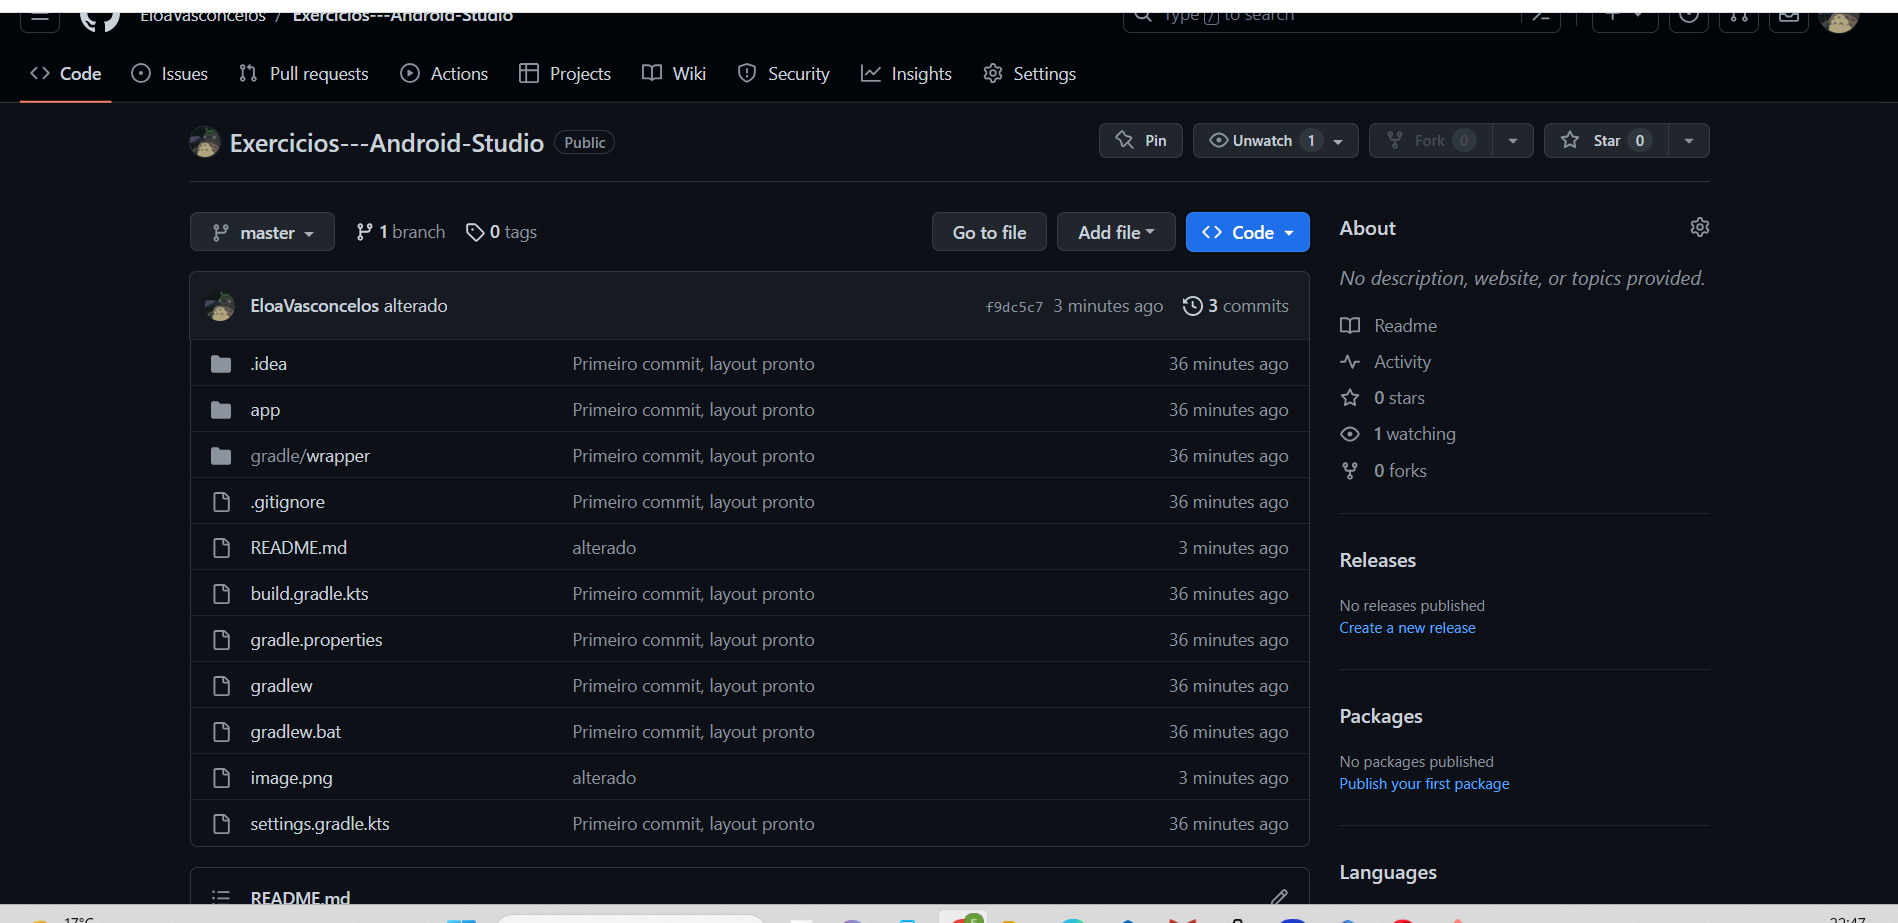 EloaVasconcelos / Exercicios---Android-Studio
Type / to search
Code Issues Pull requests Actions Projects Wiki Security Insights Settings
Exercicios---Android-Studio Public
Pin Unwatch 1 Fork 0 Star 0
master 1 branch 0 tags Go to file Add file Code
EloaVasconcelos alterado f9dc5c7 3 minutes ago 3 commits
.idea Primeiro commit, layout pronto 36 minutes ago
app Primeiro commit, layout pronto 36 minutes ago
gradle/wrapper Primeiro commit, layout pronto 36 minutes ago
.gitignore Primeiro commit, layout pronto 36 minutes ago
README.md alterado 3 minutes ago
build.gradle.kts Primeiro commit, layout pronto 36 minutes ago
gradle.properties Primeiro commit, layout pronto 36 minutes ago
gradlew Primeiro commit, layout pronto 36 minutes ago
gradlew.bat Primeiro commit, layout pronto 36 minutes ago
image.png alterado 3 minutes ago
settings.gradle.kts Primeiro commit, layout pronto 36 minutes ago
README.md
About
No description, website, or topics provided.
Readme
Activity
0 stars
1 watching
0 forks
Releases
No releases published
Create a new release
Packages
No packages published
Publish your first package
Languages
17°C
5